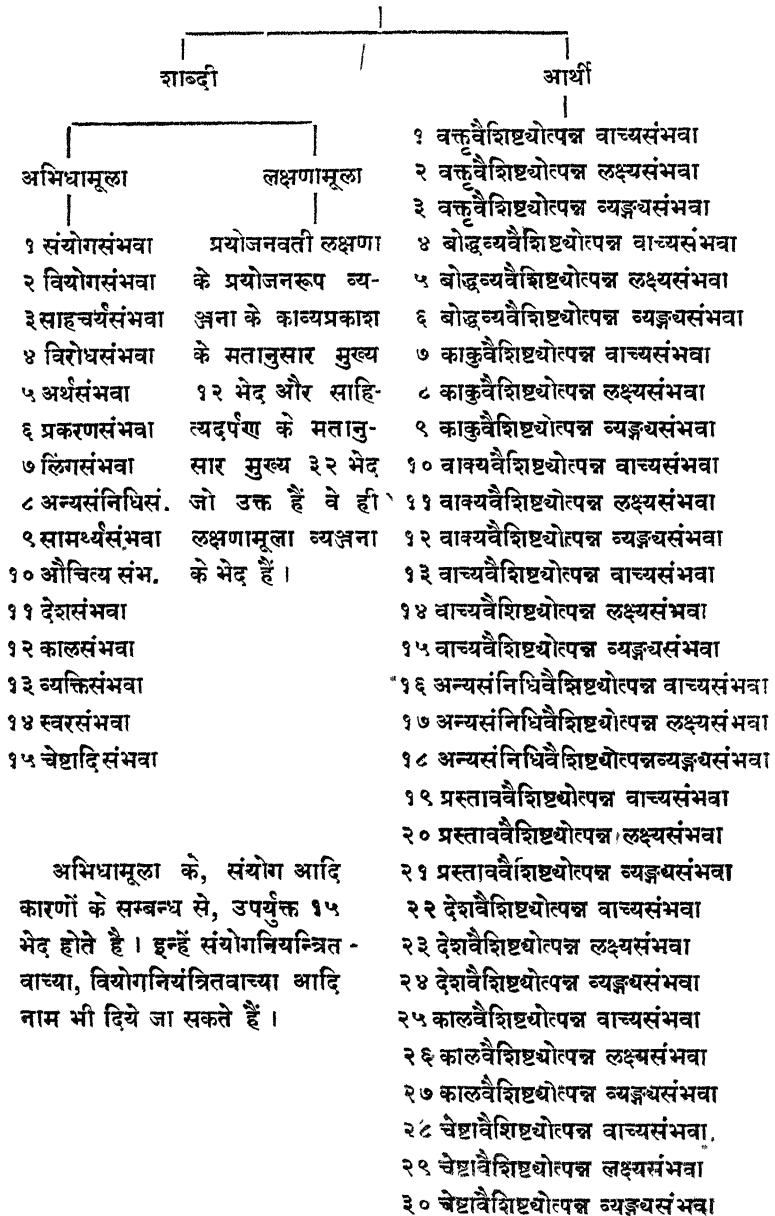 शाब्दी
आर्थी
अभिधामूला
लक्षणामूला
१ संयोगसंभवा
२ वियोगसंभवा
३ साहचर्यसंभवा
४ विरोधसंभवा
५ अर्थसंभवा
६ प्रकरणसंभवा
७ लिंगसंभवा
८ अन्यसंनिधिसं.
९ सामर्थ्यसंभवा
१० औचित्य संभ.
११ देशसंभवा
१२ कालसंभवा
१३ व्यक्तिसंभवा
१४ स्वरसंभवा
१५ चेष्टादि संभवा
प्रयोजनवती लक्षणा
के प्रयोजनरूप व्य-
ञ्जना के काव्यप्रकाश
के मतानुसार मुख्य
१२ भेद और साहि-
त्यदर्पण के मतानु-
सार मुख्य ३२ भेद
जो उक्त हैं वे ही
लक्षणामूला व्यञ्जना
के भेद हैं ।
अभिधामूला के, संयोग आदि
कारणों के सम्बन्ध से, उपर्युक्त १५
भेद होते है । इन्हें संयोगनियन्त्रित-
वाच्या, वियोगनियंत्रितवाच्या आदि
नाम भी दिये जा सकते हैं ।
१ वक्तृवैशिष्ट्योत्पन्न वाच्यसंभवा
२ वक्तृवैशिष्ट्योत्पन्न लक्ष्यसंभवा
३ वक्तृवैशिष्ट्योत्पन्न व्यङ्ग्यसंभवा
४ बोद्धव्यवैशिष्ट्योत्पन्न वाच्यसंभवा
५ बोद्धव्यवैशिष्ट्योत्पन्न लक्ष्यसंभवा
६ बोद्धव्यवैशिष्ट्योत्पन्न व्यङ्ग्यसंभवा
७ काकुवैशिष्ट्योत्पन्न वाच्यसंभवा
८ काकुवैशिष्ट्योत्पन्न लक्ष्यसंभवा
९ काकुवैशिष्ट्योत्पन्न व्यङ्ग्यसंभवा
१० वाक्यवैशिष्ट्योत्पन्न वाच्यसंभवा
११ वाक्यवैशिष्ट्योत्पन्न लक्ष्यसंभवा
१२ वाक्यवैशिष्ट्योत्पन्न व्यङ्ग्यसंभवा
१३ वाच्यवैशिष्ट्योत्पन्न वाच्यसंभवा
१४ वाच्यवैशिष्ट्योत्पन्न लक्ष्यसंभवा
१५ वाच्यवैशिष्ट्योत्पन्न व्यङ्ग्यसंभवा
१६ अन्यसंनिधिवैशिष्ट्योत्पन्न वाच्यसंभवा
१७ अन्यसंनिधिवैशिष्ट्योत्पन्न लक्ष्यसंभवा
१८ अन्यसंनिधिवैशिष्ट्योत्पन्नव्यङ्ग्यसंभवा
१९ प्रस्ताववैशिष्ट्योत्पन्न वाच्यसंभवा
२० प्रस्ताववैशिष्ट्योत्पन्न लक्ष्यसंभवा
२१ प्रस्ताववैशिष्ट्योत्पन्न व्यङ्ग्यसंभवा
२२ देशवैशिष्ट्योत्पन्न वाच्यसंभवा
२३ देशवैशिष्ट्योत्पन्न लक्ष्यसंभवा
२४ देशवैशिष्ट्योत्पन्न व्यङ्ग्यसंभवा
२५ कालवैशिष्ट्योत्पन्न वाच्यसंभवा
२६ कालवैशिष्ट्योत्पन्न लक्ष्यसंभवा
२७ कालवैशिष्ट्योत्पन्न व्यङ्ग्यसंभवा
२८ चेष्टावैशिष्ट्योत्पन्न वाच्यसंभवा
२९ चेष्टावैशिष्ट्योत्पन्न लक्ष्यसंभवा
३० चेष्टावैशिष्ट्योत्पन्न व्यङ्ग्यसंभवा